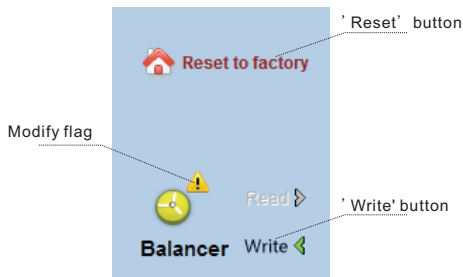 ’Reset’ button
Reset to factory
Modify flag
Read
’Write' button
Balancer
Write